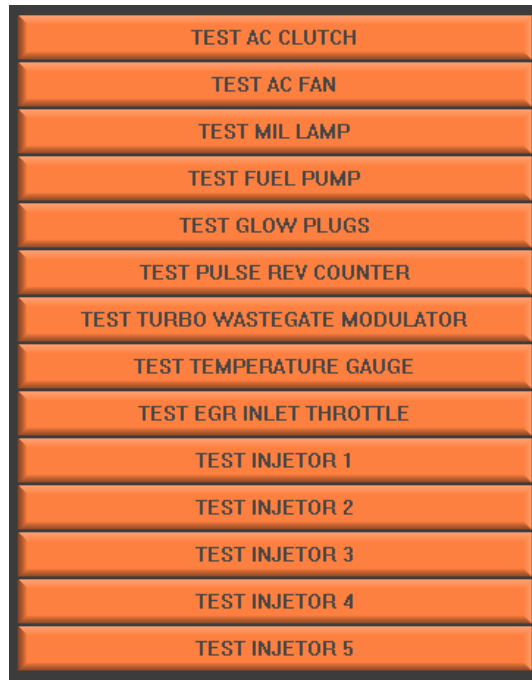 TEST AC CLUTCH
TEST AC FAN
TEST MIL LAMP
TEST FUEL PUMP
TEST GLOW PLUGS
TEST PULSE REV COUNTER
TEST TURBO WASTEGATE MODULATOR
TEST TEMPERATURE GAUGE
TEST EGR INLET THROTTLE
TEST INJETOR 1
TEST INJETOR 2
TEST INJETOR 3
TEST INJETOR 4
TEST INJETOR 5